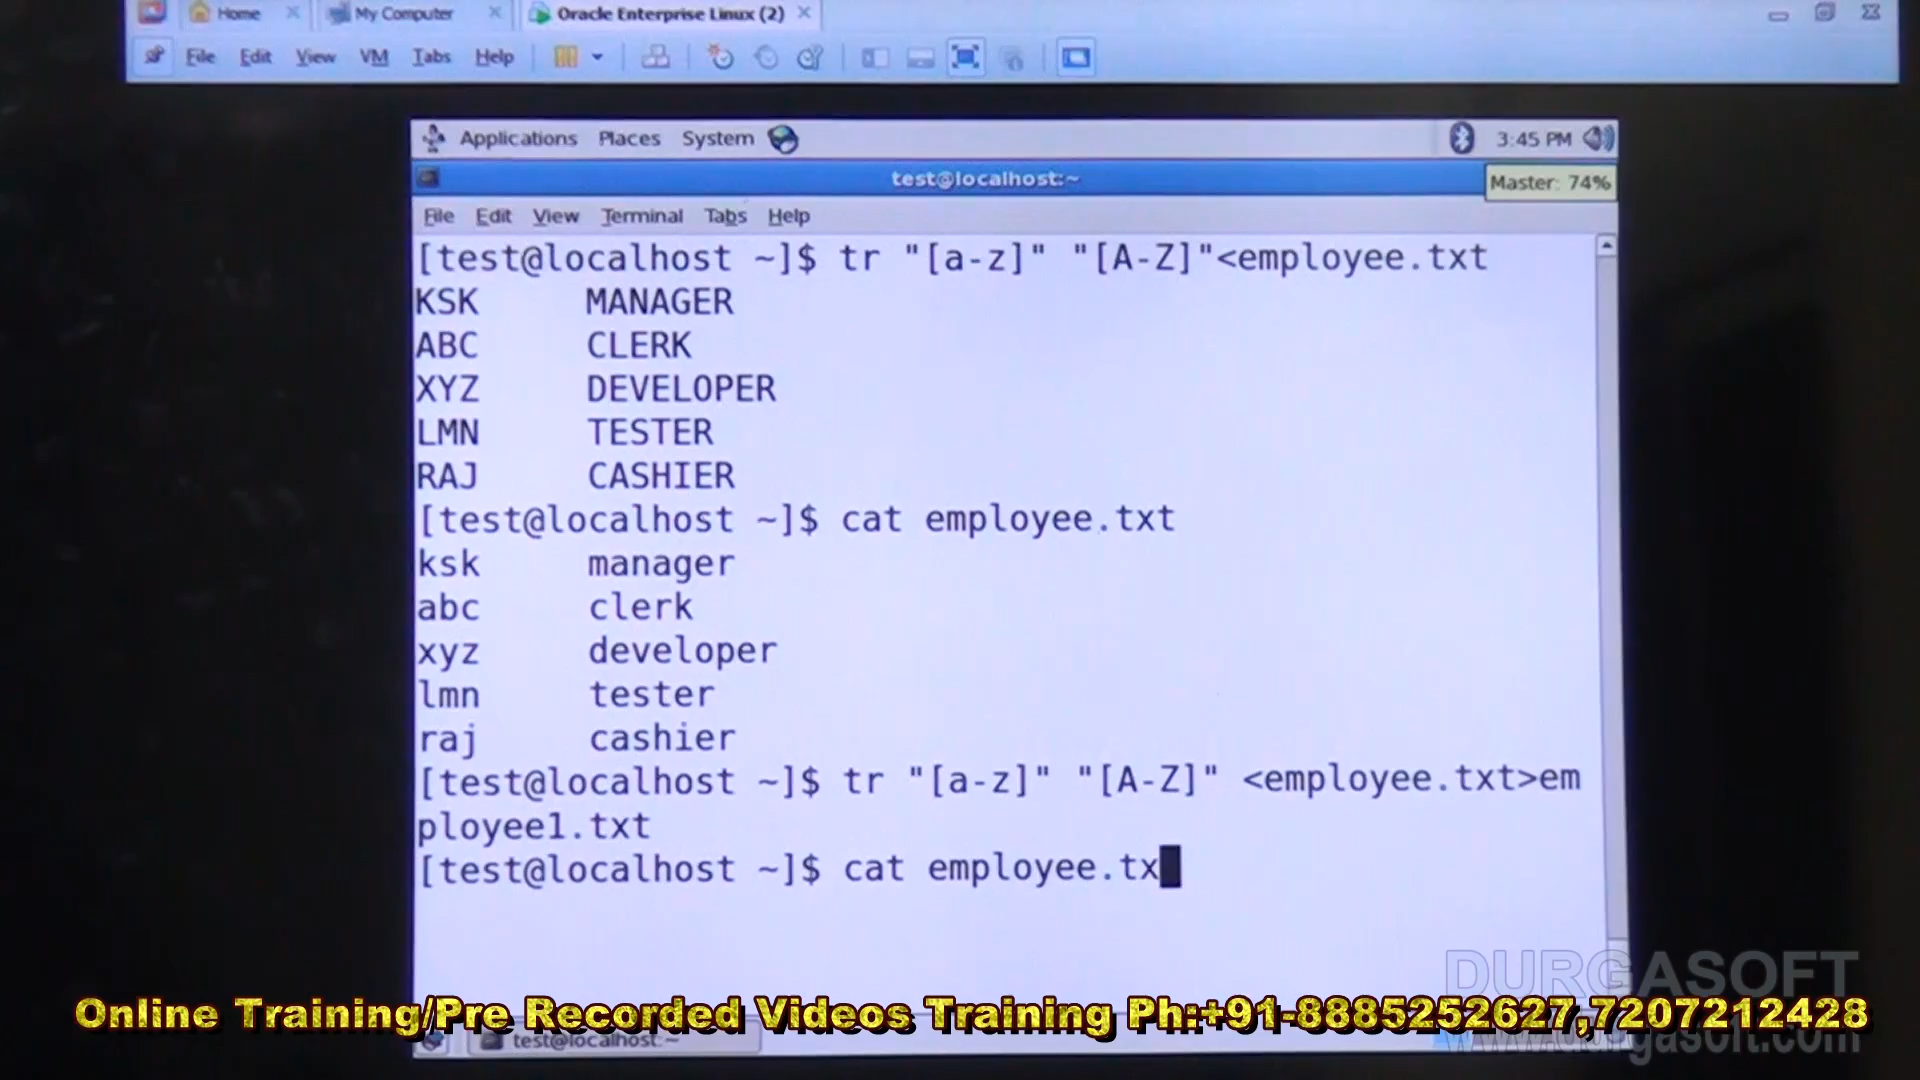 Home My Computer Oracle Enterprise Linux (2)
File Edit View VM Tabs Help
Applications Places System 3:45 PM
test@localhost:~
Master: 74%
File Edit View Terminal Tabs Help
[test@localhost ~]$ tr "[a-z]" "[A-Z]"<employee.txt
KSK MANAGER
ABC CLERK
XYZ DEVELOPER
LMN TESTER
RAJ CASHIER
[test@localhost ~]$ cat employee.txt
ksk manager
abc clerk
xyz developer
lmn tester
raj cashier
[test@localhost ~]$ tr "[a-z]" "[A-Z]" <employee.txt>em
ployee1.txt
[test@localhost ~]$ cat employee.tx
DURGASOFT
Online Training/Pre Recorded Videos Training Ph:+91-8885252627,7207212428
test@localhost:~
www.durgasoft.com